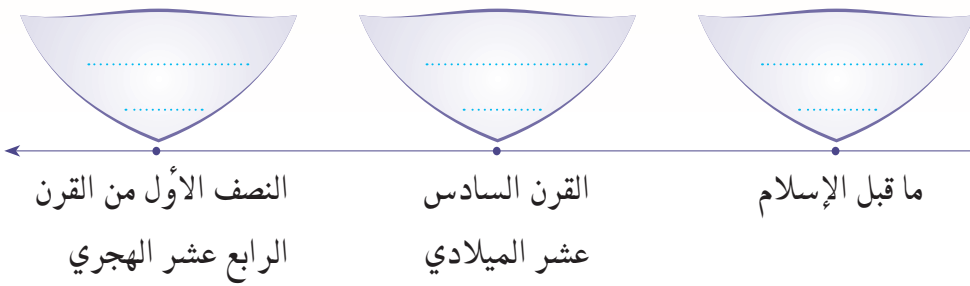 ما قبل الإسلام
القرن السادس
عشر الميلادي
النصف الأول من القرن
الرابع عشر الهجري